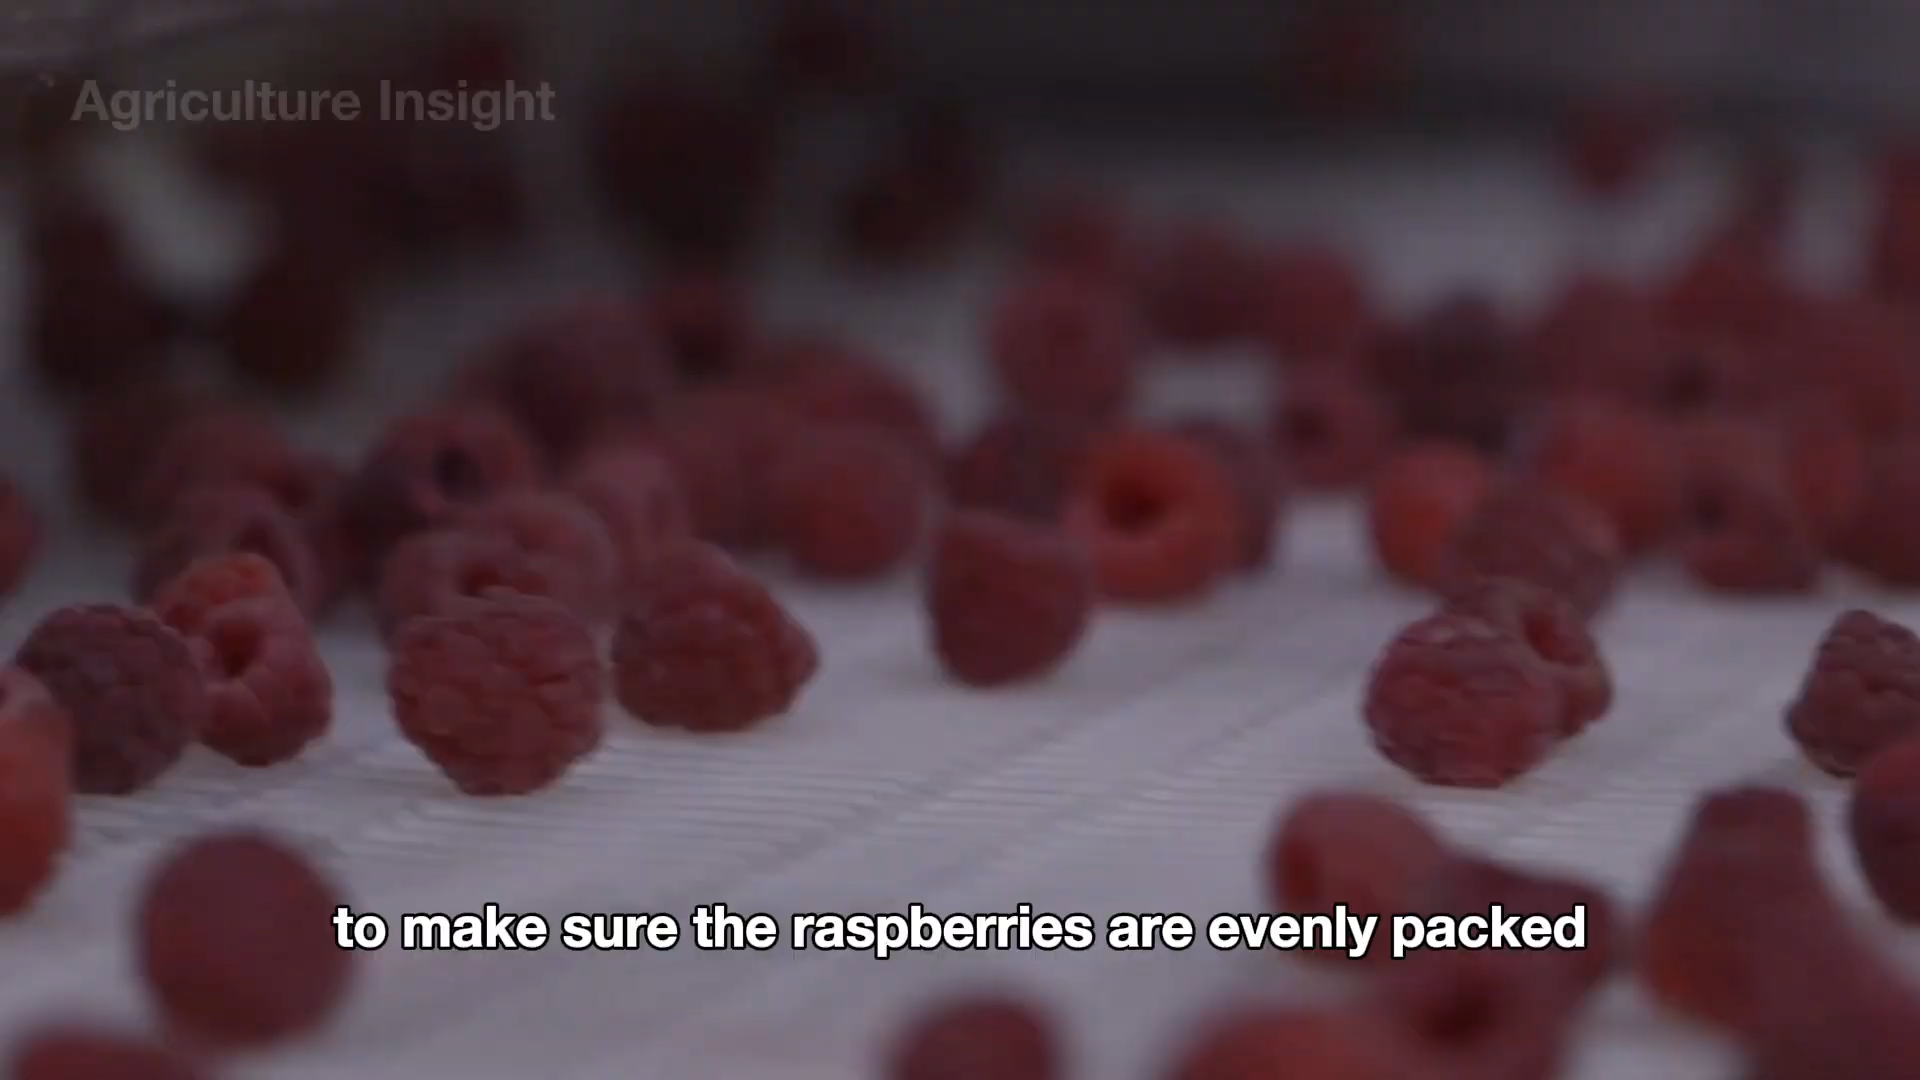 Agriculture Insight
to make sure the raspberries are evenly packed